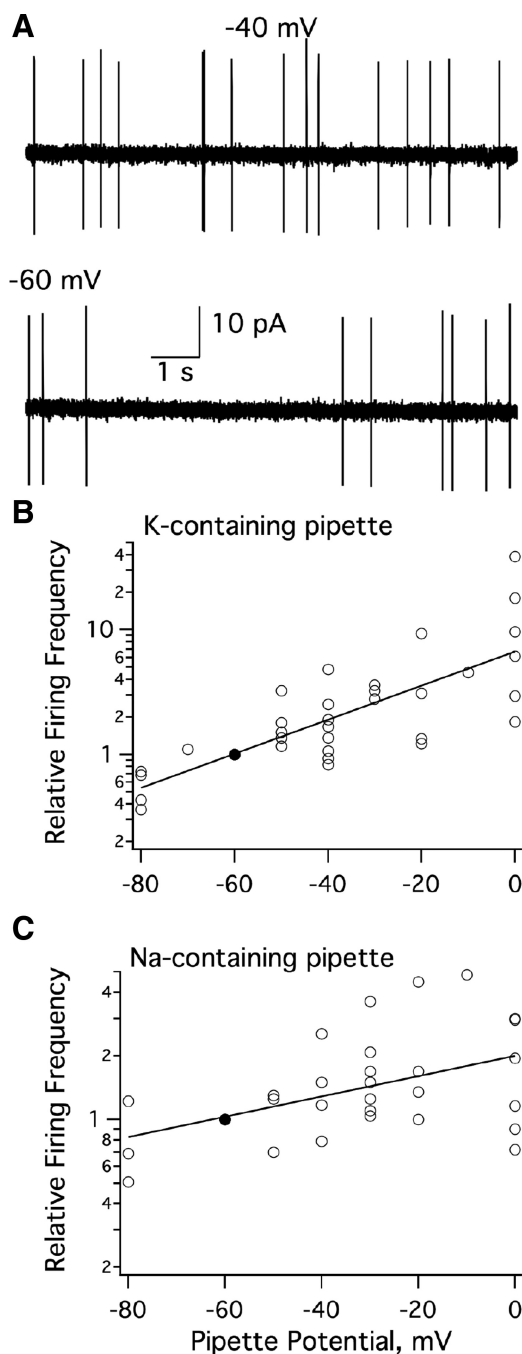 A
-40 mV
-60 mV
10 pA
1 s
B
K-containing pipette
Relative Firing Frequency
4
2
10
8
6
4
2
1
8
6
4
2
-80 -60 -40 -20 0
C
Na-containing pipette
Relative Firing Frequency
4
2
1
8
6
4
2
-80 -60 -40 -20 0
Pipette Potential, mV